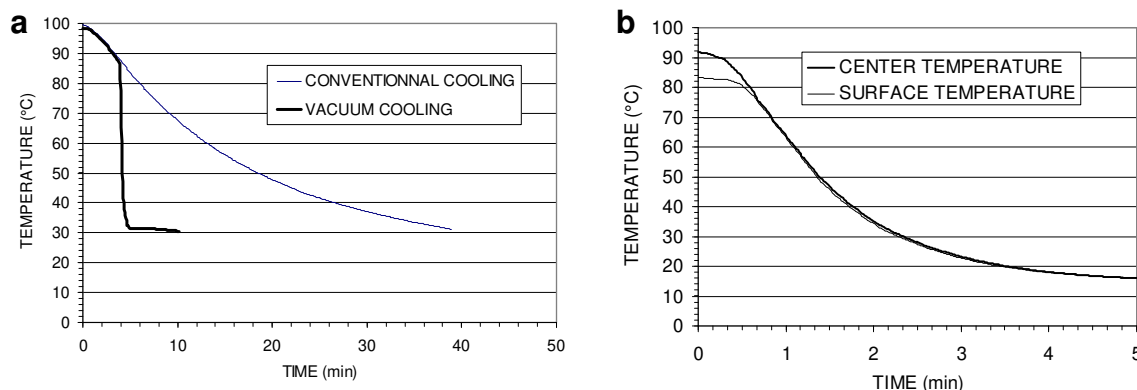 a
100
90
80
70
60
50
40
30
20
10
0
TEMPERATURE (°C)
CONVENTIONNAL COOLING
VACUUM COOLING
0 10 20 30 40 50
TIME (min)
b
100
90
80
70
60
50
40
30
20
10
0
TEMPERATURE (°C)
CENTER TEMPERATURE
SURFACE TEMPERATURE
0 1 2 3 4 5
TIME (min)